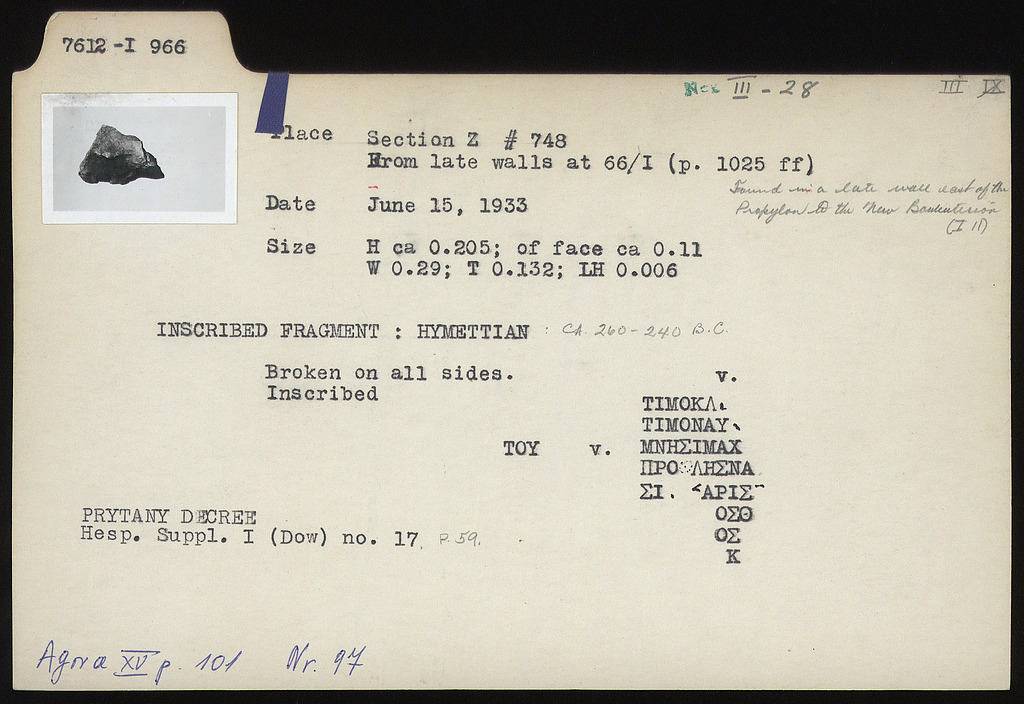 7612 -I 966
Nex III - 28
III IX
Place Section Z # 748
From late walls at 66/I (p. 1025 ff)
Found in a late wall east of the
Propylon to the New Bouleuterion
(I 11)
Date June 15, 1933
Size H ca 0.205; of face ca 0.11
W 0.29; T 0.132; LH 0.006
INSCRIBED FRAGMENT : HYMETTIAN : CA. 260-240 B.C.
Broken on all sides.
Inscribed
v.
ΤΙΜΟΚΛ
ΤΙΜΟΝΑΥ
ΤΟΥ v. ΜΝΗΣΙΜΑΧ
ΠΡΟ ΛΗΣΝΑ
ΣΙ. ΑΡΙΣ
ΟΣΘ
ΟΣ
Κ
PRYTANY DECREE
Hesp. Suppl. I (Dow) no. 17, P. 59.
Agora XV p. 101 Nr. 97